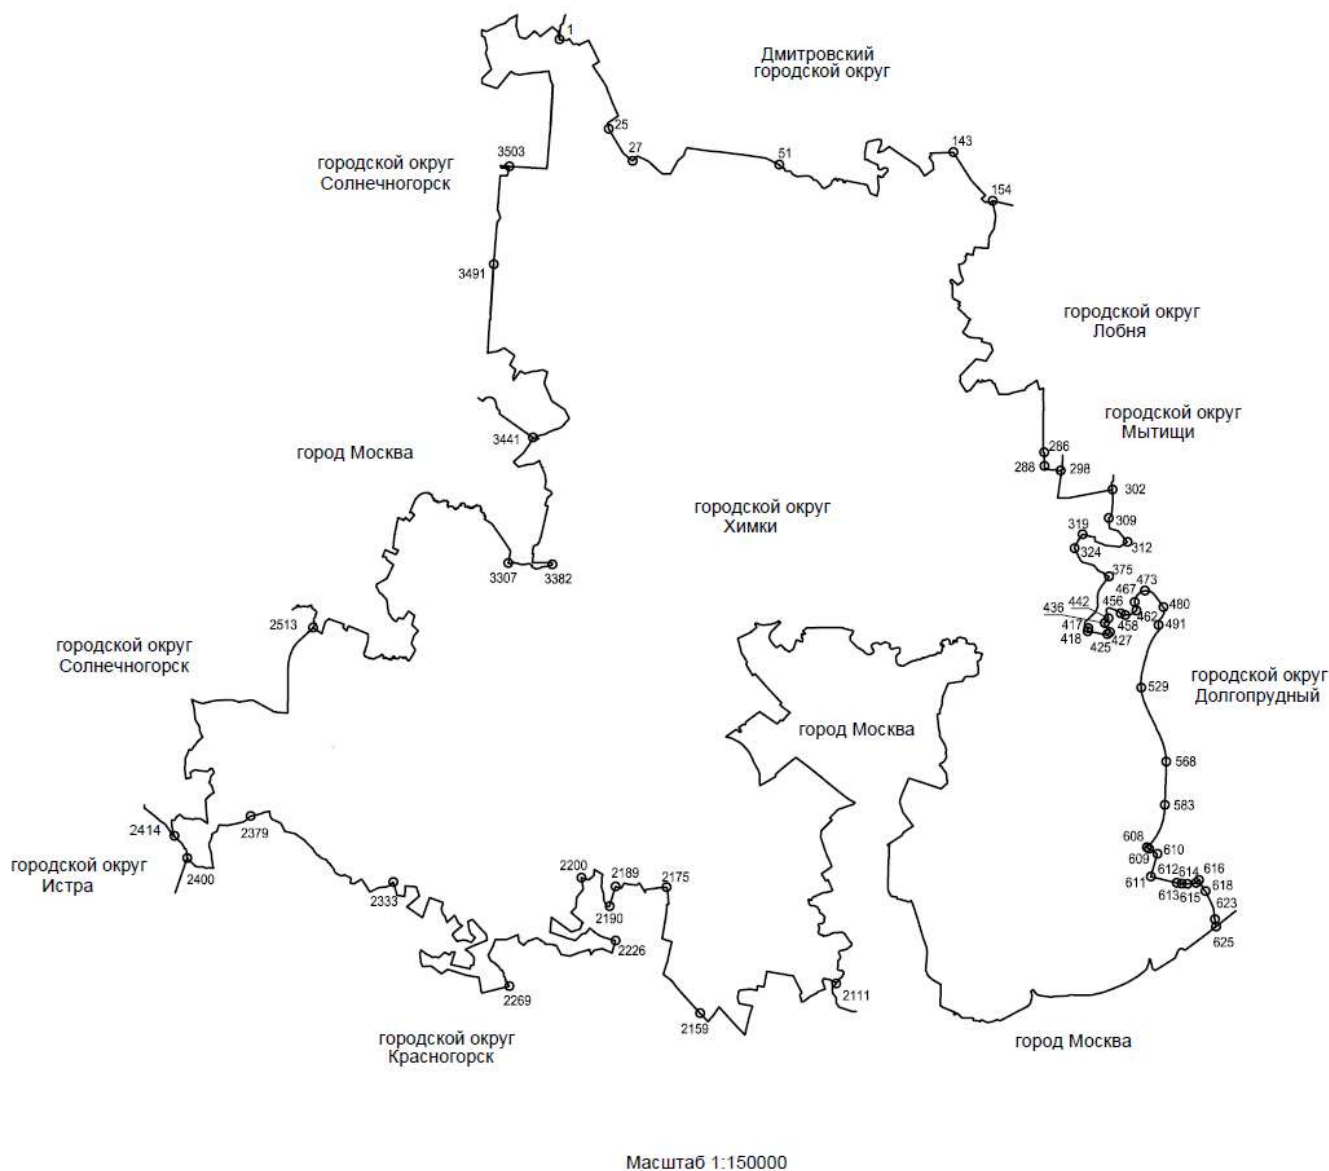 1
Дмитровский
городской округ
25
27
51
143
3503
городской округ
Солнечногорск
154
3491
городской округ
Лобня
городской округ
Мытищи
3441
город Москва
286
288
298
302
городской округ
Химки
309
319
312
324
3307
3382
375
473
467
456
442
436
480
462
458
491
417
418
425
427
2513
городской округ
Солнечногорск
529
городской округ
Долгопрудный
город Москва
568
583
2379
2414
городской округ
Истра
2400
608
609
610
611
612
614
616
613
615
618
2333
2200
2189
2175
2190
623
625
2226
2269
2111
2159
городской округ
Красногорск
город Москва
Масштаб 1:150000